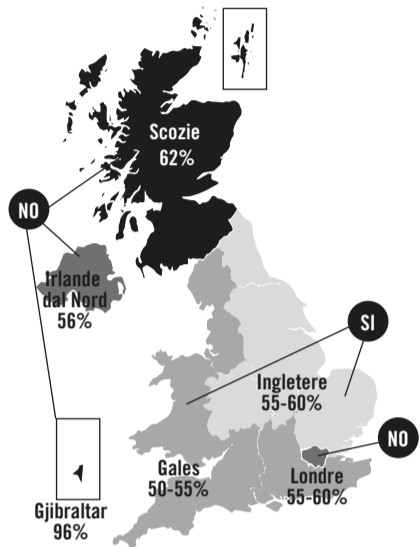 Scozie
62%
NO
Irlande
dal Nord
56%
SI
Ingletere
55-60%
NO
Gales
50-55%
Londre
55-60%
Gjibraltar
96%